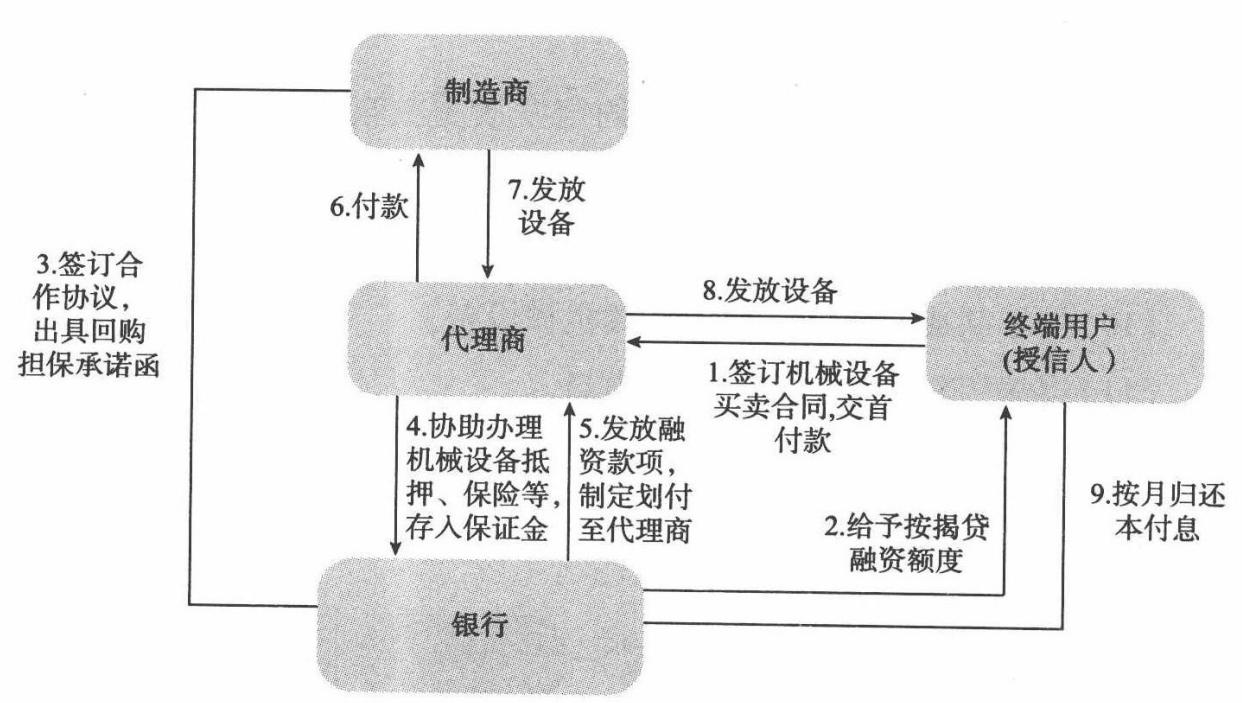 制造商
6.付款
7.发放
设备
3.签订合
作协议，
出具回购
担保承诺函
代理商
8.发放设备
终端用户
(授信人）
1.签订机械设备
买卖合同,交首
付款
4.协助办理
机械设备抵
押、保险等，
存入保证金
5.发放融
资款项，
制定划付
至代理商
2.给予按揭贷
融资额度
9.按月归还
本付息
银行